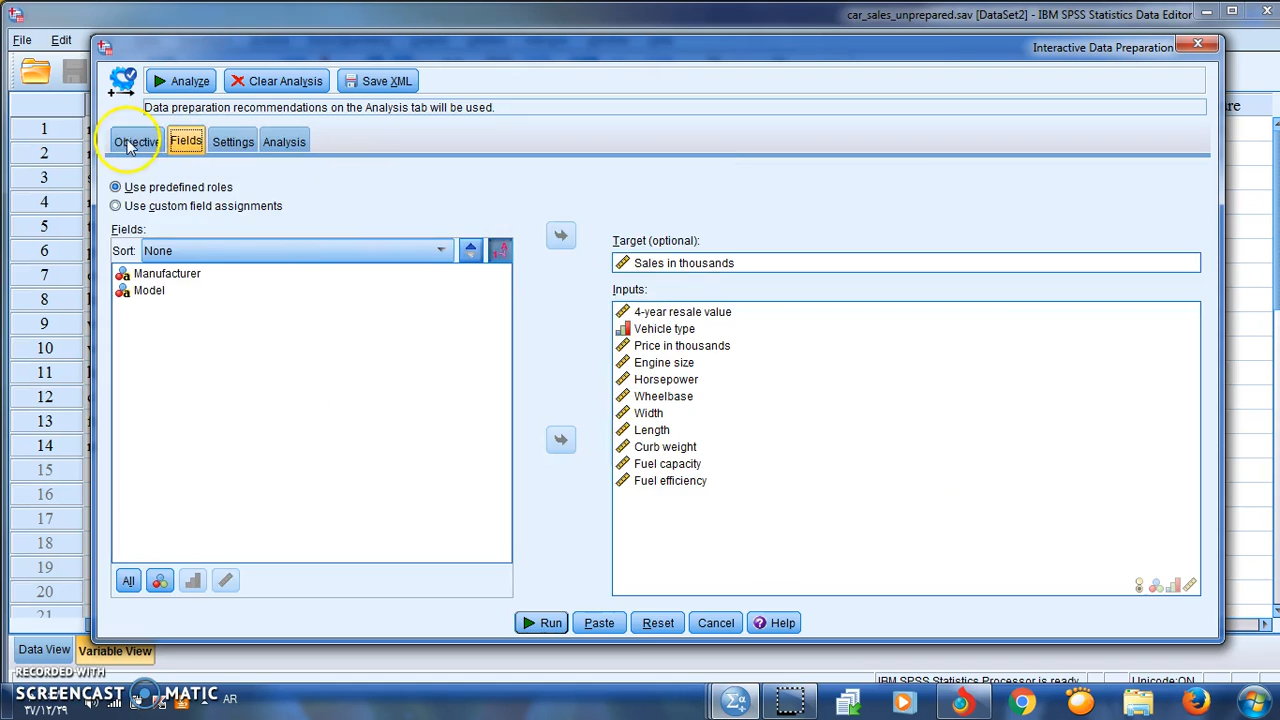 car_sales_unprepared.sav [DataSet2] - IBM SPSS Statistics Data Editor
File Edit
Interactive Data Preparation
Analyze Clear Analysis Save XML
Data preparation recommendations on the Analysis tab will be used.
Objective Fields Settings Analysis
Use predefined roles
Use custom field assignments
Fields:
Sort: None
Manufacturer
Model
Target (optional):
Sales in thousands
Inputs:
4-year resale value
Vehicle type
Price in thousands
Engine size
Horsepower
Wheelbase
Width
Length
Curb weight
Fuel capacity
Fuel efficiency
All
Run Paste Reset Cancel Help
1
2
3
4
5
6
7
8
9
10
11
12
13
14
15
16
17
18
19
20
21
Data View Variable View
IBM SPSS Statistics Processor is ready
Unicode:ON
RECORDED WITH
SCREENCAST MATIC
AR